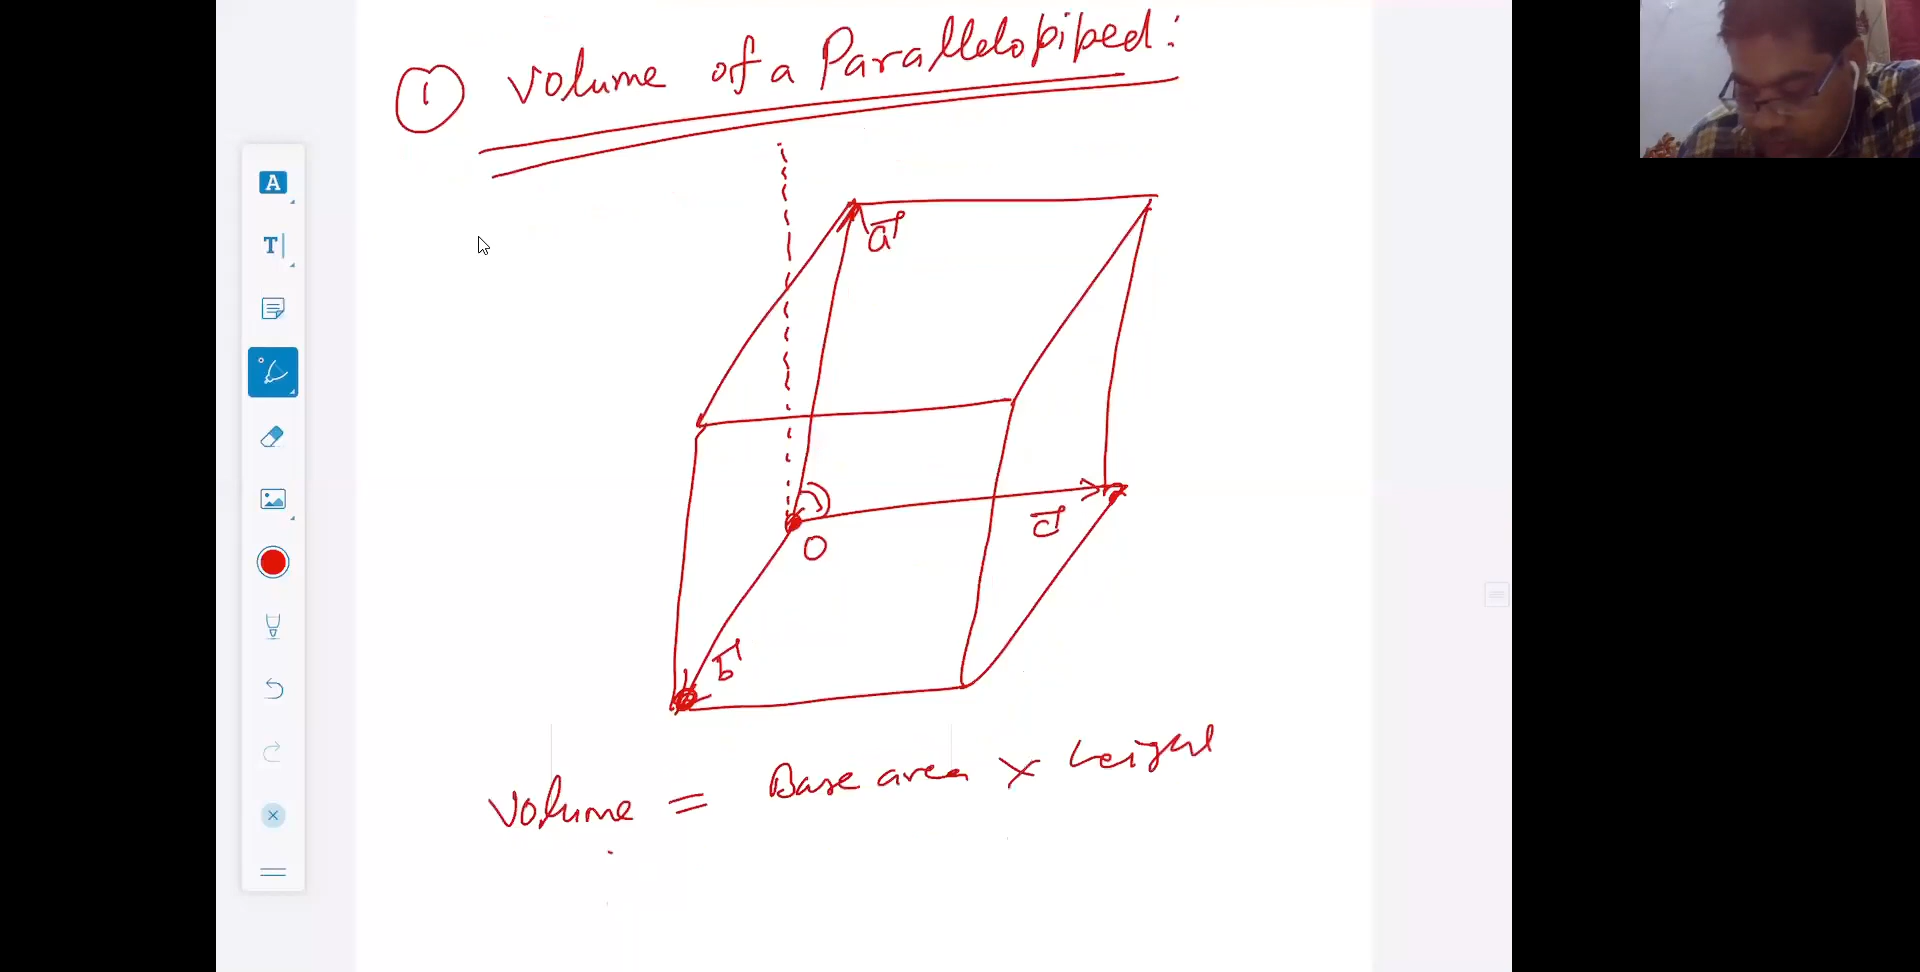 1 Volume of a Parallelopiped:
a
c
O
b
Volume = Base area × height
A
T